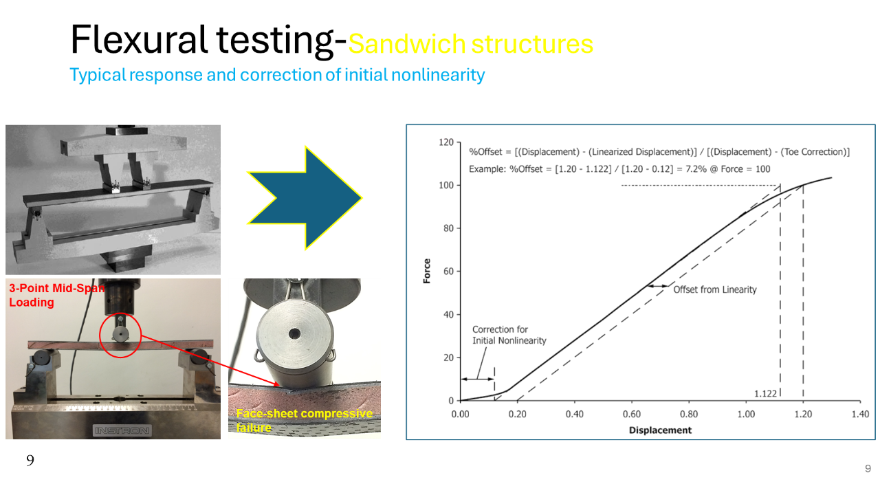 Flexural testing-Sandwich structures
Typical response and correction of initial nonlinearity
3-Point Mid-Span
Loading
INSTRON
Face-sheet compressive
failure
%Offset = [(Displacement) - (Linearized Displacement)] / [(Displacement) - (Toe Correction)]
Example: %Offset = [1.20 - 1.122] / [1.20 - 0.12] = 7.2% @ Force = 100
120
100
80
60
40
20
0
Force
Offset from Linearity
Correction for
Initial Nonlinearity
1.122
0.00 0.20 0.40 0.60 0.80 1.00 1.20 1.40
Displacement
9
9